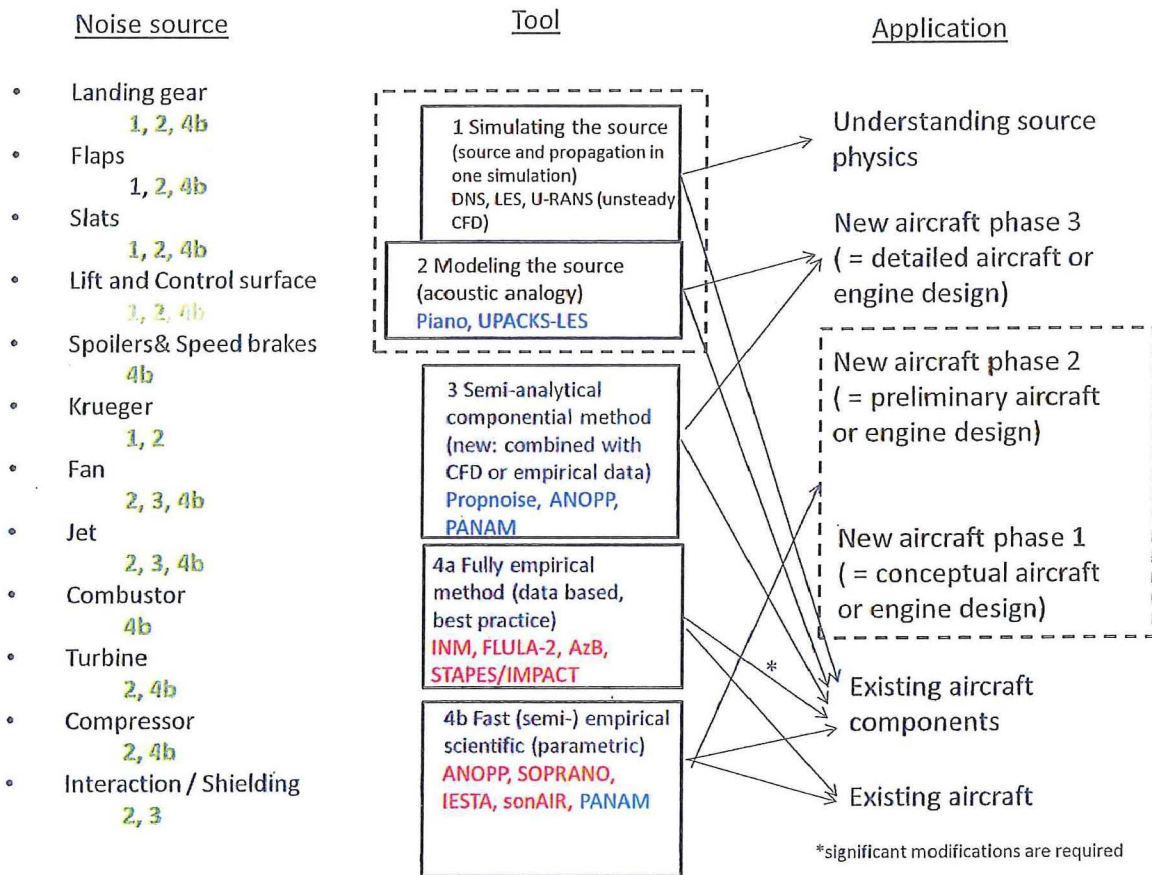 Noise source
Landing gear
1, 2, 4b
Flaps
1, 2, 4b
Slats
1, 2, 4b
Lift and Control surface
1, 2, 4b
Spoilers& Speed brakes
4b
Krueger
1, 2
Fan
2, 3, 4b
Jet
2, 3, 4b
Combustor
4b
Turbine
2, 4b
Compressor
2, 4b
Interaction / Shielding
2, 3
Tool
1 Simulating the source
(source and propagation in
one simulation)
DNS, LES, U-RANS (unsteady
CFD)
2 Modeling the source
(acoustic analogy)
Piano, UPACKS-LES
3 Semi-analytical
componential method
(new: combined with
CFD or empirical data)
Propnoise, ANOPP,
PANAM
4a Fully empirical
method (data based,
best practice)
INM, FLULA-2, AzB,
STAPES/IMPACT
4b Fast (semi-) empirical
scientific (parametric)
ANOPP, SOPRANO,
IESTA, sonAIR, PANAM
*
Application
Understanding source
physics
New aircraft phase 3
( = detailed aircraft or
engine design)
New aircraft phase 2
( = preliminary aircraft
or engine design)
New aircraft phase 1
( = conceptual aircraft
or engine design)
Existing aircraft
components
Existing aircraft
*significant modifications are required